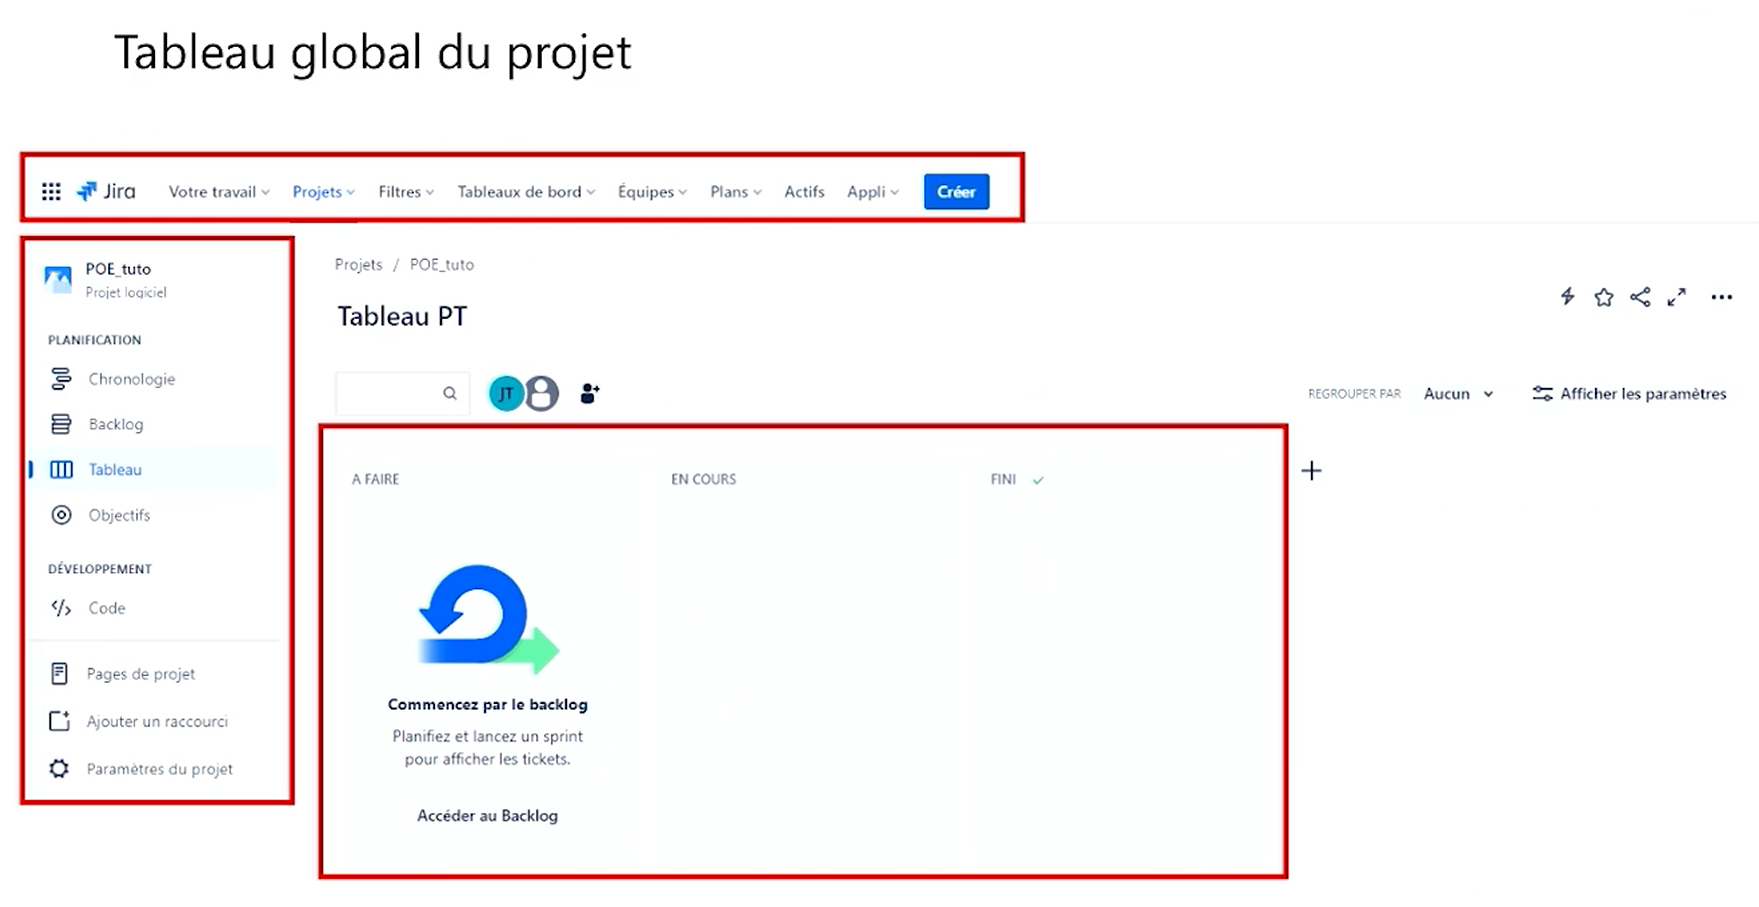 Tableau global du projet
Jira Votre travail Projets Filtres Tableaux de bord Équipes Plans Actifs Appli Créer
POE_tuto
Projet logiciel
PLANIFICATION
Chronologie
Backlog
Tableau
Objectifs
DÉVELOPPEMENT
Code
Pages de projet
Ajouter un raccourci
Paramètres du projet
Projets / POE_tuto
Tableau PT
JT
REGROUPER PAR Aucun Afficher les paramètres
A FAIRE EN COURS FINI
Commencez par le backlog
Planifiez et lancez un sprint
pour afficher les tickets.
Accéder au Backlog